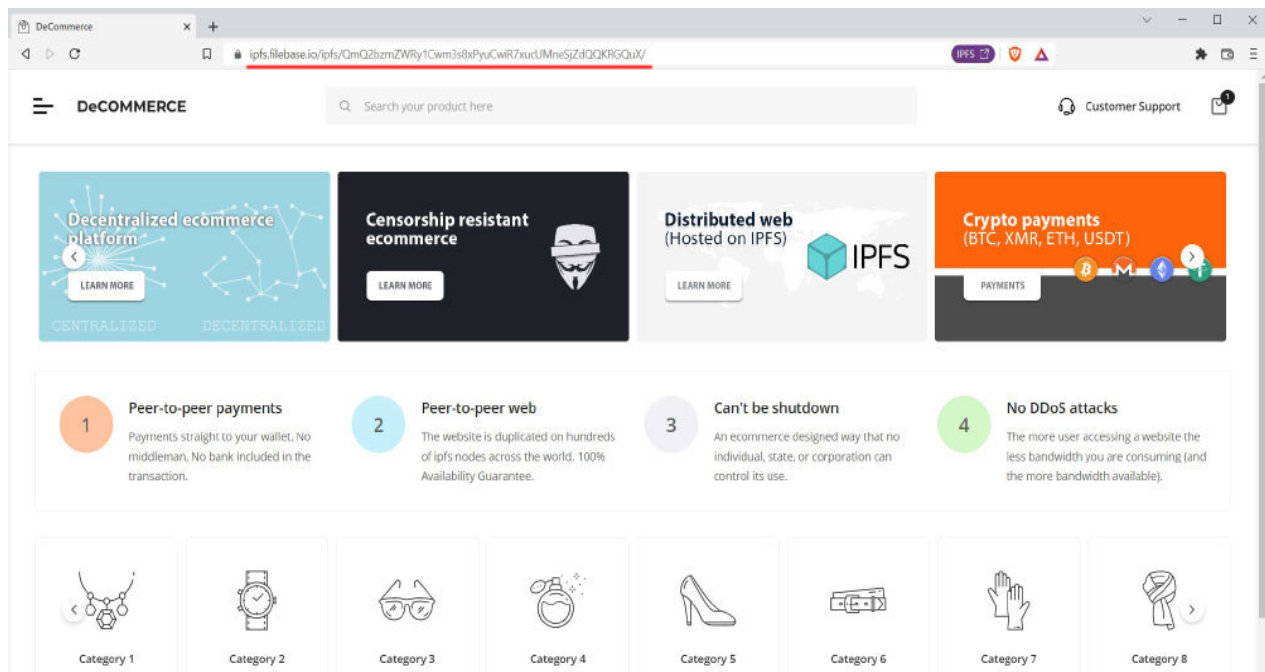 DeCommerce
ipfs.filebase.io/ipfs/QmQ2bzmZWRy1Cwm3s8xPyuCwiR7xucUMneSjZdQQKRGQuX/
IPFS
DeCOMMERCE
Search your product here
Customer Support
1
Decentralized ecommerce
platform
LEARN MORE
CENTRALIZED DECENTRALIZED
Censorship resistant
ecommerce
LEARN MORE
Distributed web
(Hosted on IPFS)
LEARN MORE
IPFS
Crypto payments
(BTC, XMR, ETH, USDT)
PAYMENTS
1
Peer-to-peer payments
Payments straight to your wallet. No
middleman, No bank included in the
transaction.
2
Peer-to-peer web
The website is duplicated on hundreds
of ipfs nodes across the world. 100%
Availability Guarantee.
3
Can't be shutdown
An ecommerce designed way that no
individual, state, or corporation can
control its use.
4
No DDoS attacks
The more user accessing a website the
less bandwidth you are consuming (and
the more bandwidth available).
Category 1
Category 2
Category 3
Category 4
Category 5
Category 6
Category 7
Category 8